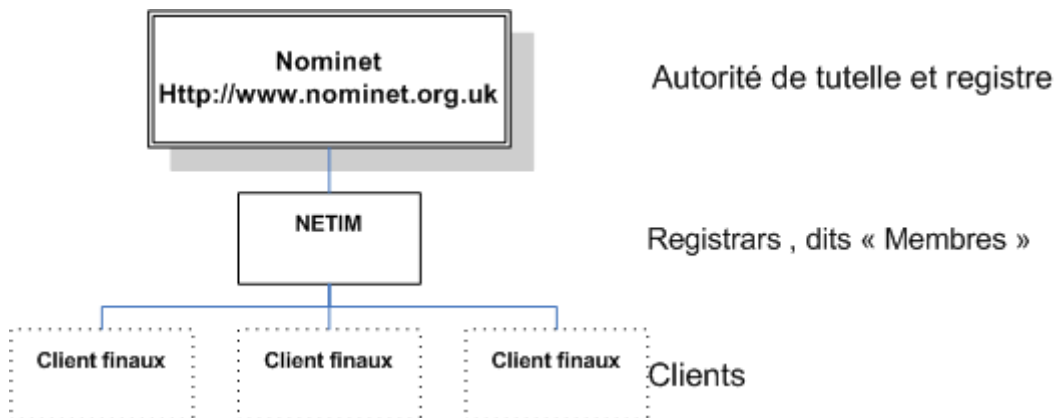 Nominet
Http://www.nominet.org.uk
Autorité de tutelle et registre
NETIM
Registrars , dits « Membres »
Client finaux
Client finaux
Client finaux
Clients